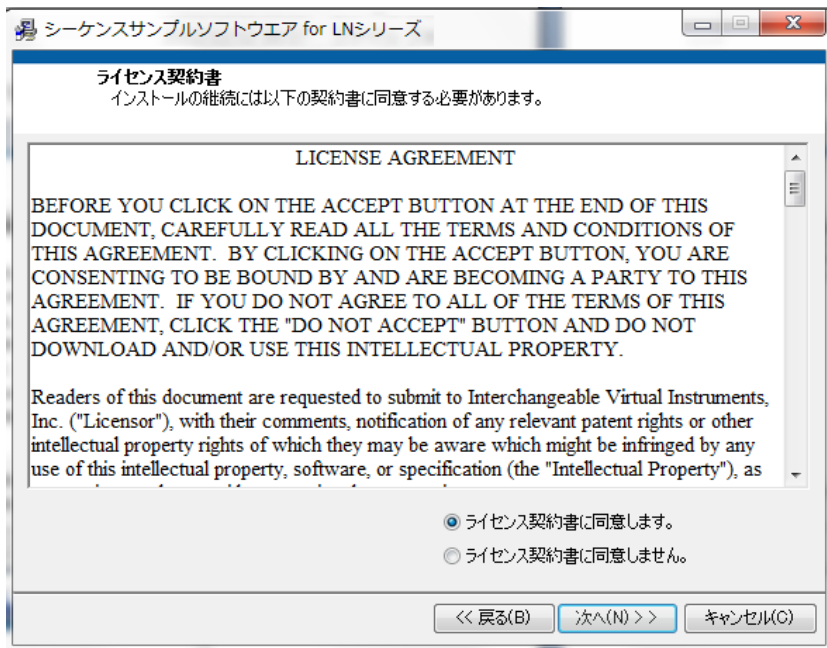 シーケンスサンプルソフトウエア for LNシリーズ
ライセンス契約書
インストールの継続には以下の契約書に同意する必要があります。
LICENSE AGREEMENT
BEFORE YOU CLICK ON THE ACCEPT BUTTON AT THE END OF THIS
DOCUMENT, CAREFULLY READ ALL THE TERMS AND CONDITIONS OF
THIS AGREEMENT. BY CLICKING ON THE ACCEPT BUTTON, YOU ARE
CONSENTING TO BE BOUND BY AND ARE BECOMING A PARTY TO THIS
AGREEMENT. IF YOU DO NOT AGREE TO ALL OF THE TERMS OF THIS
AGREEMENT, CLICK THE "DO NOT ACCEPT" BUTTON AND DO NOT
DOWNLOAD AND/OR USE THIS INTELLECTUAL PROPERTY.
Readers of this document are requested to submit to Interchangeable Virtual Instruments,
Inc. ("Licensor"), with their comments, notification of any relevant patent rights or other
intellectual property rights of which they may be aware which might be infringed by any
use of this intellectual property, software, or specification (the "Intellectual Property"), as
ライセンス契約書に同意します。
ライセンス契約書に同意しません。
<< 戻る(B) 次へ(N) > > キャンセル(C)